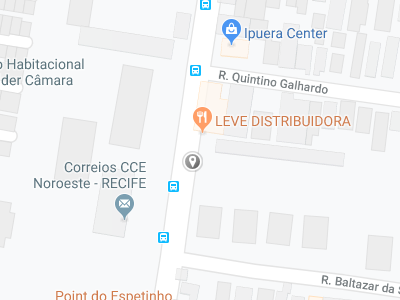 Ipuera Center
o Habitacional
der Câmara
R. Quintino Galhardo
LEVE DISTRIBUIDORA
Correios CCE
Noroeste - RECIFE
R. Baltazar da S
Point do Espetinho